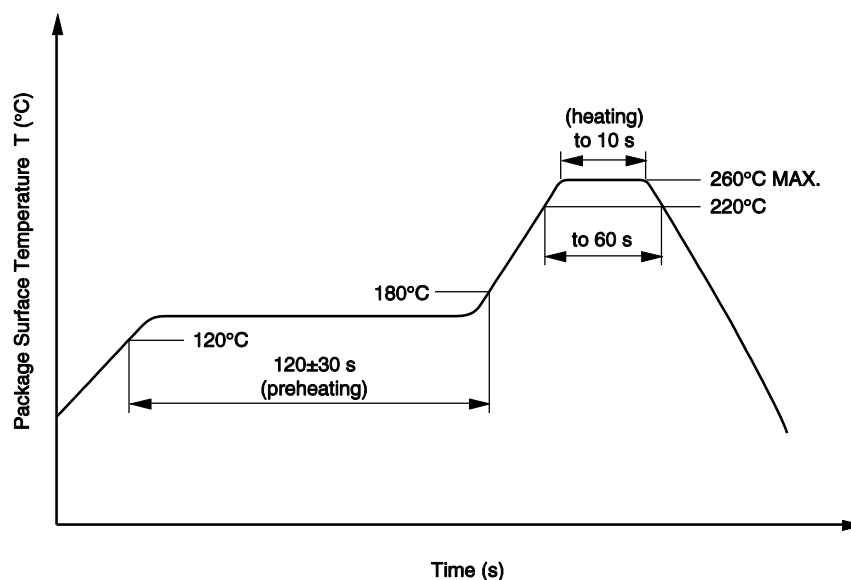 Package Surface Temperature T (°C)
(heating)
to 10 s
260°C MAX.
220°C
to 60 s
180°C
120°C
120±30 s
(preheating)
Time (s)